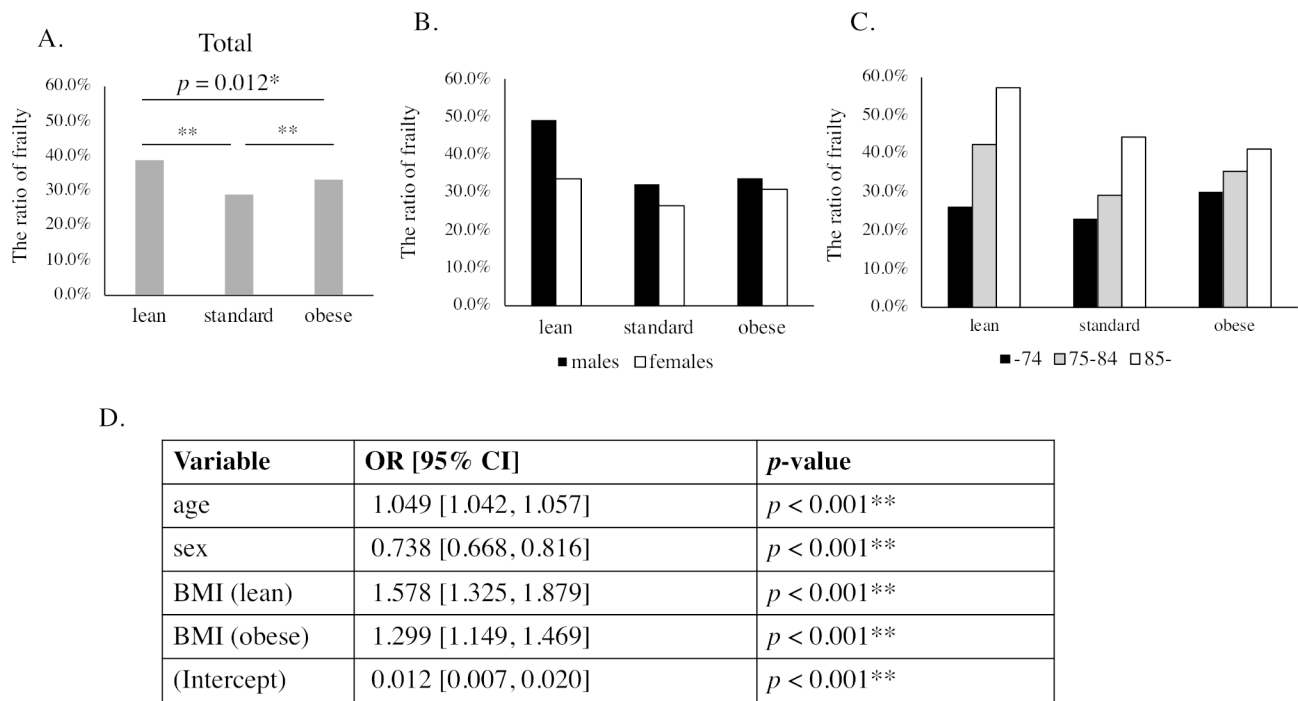 A.
Total
The ratio of frailty
60.0%
50.0%
40.0%
30.0%
20.0%
10.0%
0.0%
p = 0.012*
**
**
lean standard obese
B.
The ratio of frailty
60.0%
50.0%
40.0%
30.0%
20.0%
10.0%
0.0%
lean standard obese
males females
C.
The ratio of frailty
60.0%
50.0%
40.0%
30.0%
20.0%
10.0%
0.0%
lean standard obese
-74 75-84 85-
D.
Variable OR [95% CI] p-value
age 1.049 [1.042, 1.057] p < 0.001**
sex 0.738 [0.668, 0.816] p < 0.001**
BMI (lean) 1.578 [1.325, 1.879] p < 0.001**
BMI (obese) 1.299 [1.149, 1.469] p < 0.001**
(Intercept) 0.012 [0.007, 0.020] p < 0.001**